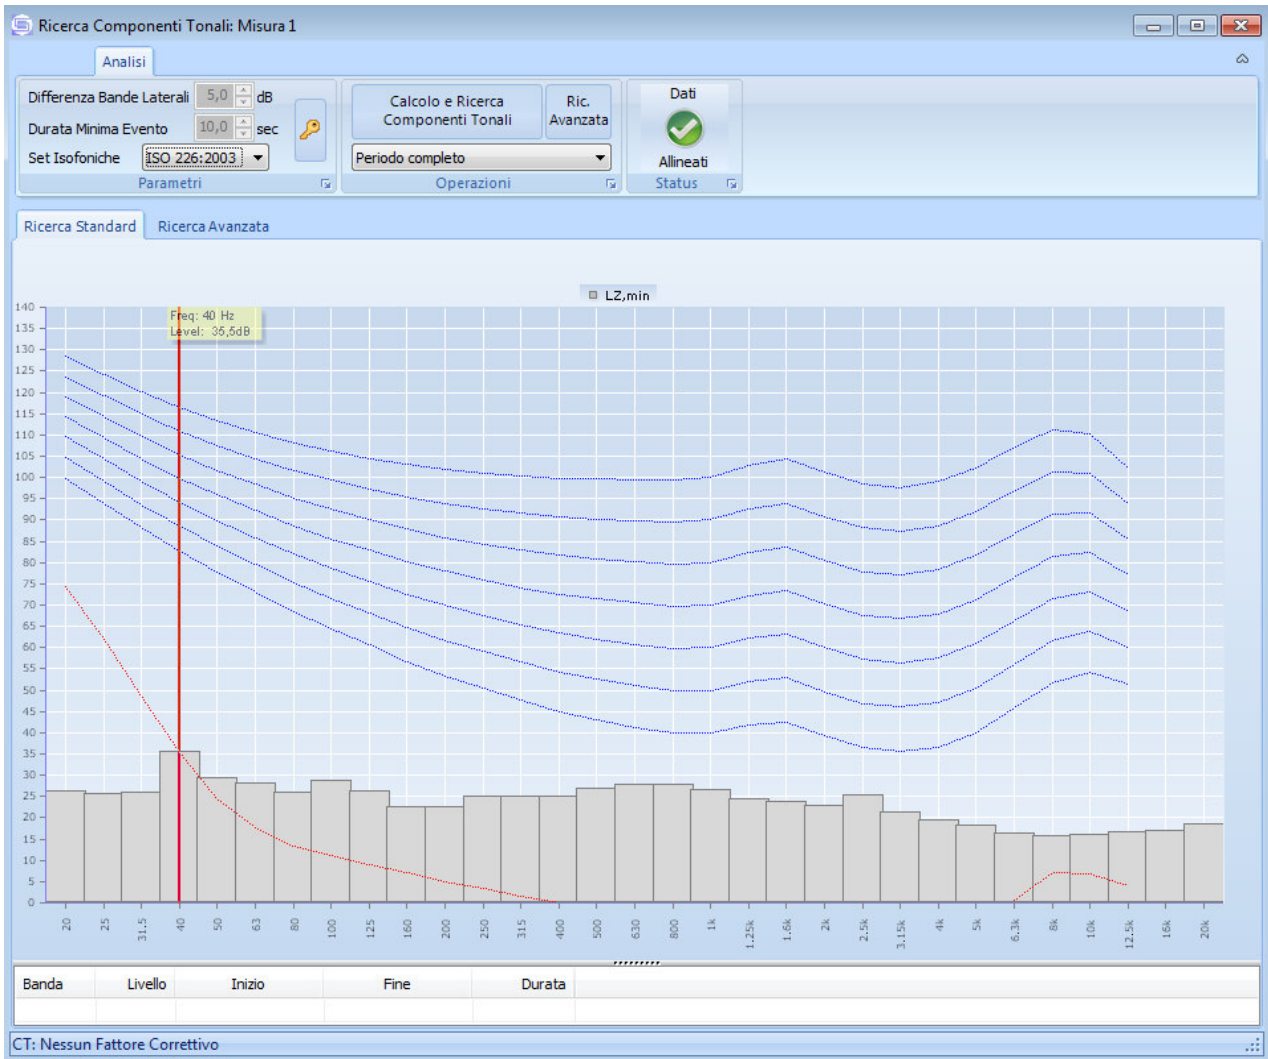 Ricerca Componenti Tonali: Misura 1
Analisi
Differenza Bande Laterali 5,0 dB
Durata Minima Evento 10,0 sec
Set Isofoniche ISO 226:2003
Parametri
Calcolo e Ricerca
Componenti Tonali
Ric.
Avanzata
Periodo completo
Operazioni
Dati
Allineati
Status
Ricerca Standard Ricerca Avanzata
LZ,min
Freq: 40 Hz
Level: 35,5dB
140
135
130
125
120
115
110
105
100
95
90
85
80
75
70
65
60
55
50
45
40
35
30
25
20
15
10
5
0
20 25 31.5 40 50 63 80 100 125 160 200 250 315 400 500 630 800 1k 1.25k 1.6k 2k 2.5k 3.15k 4k 5k 6.3k 8k 10k 12.5k 16k 20k
Banda Livello Inizio Fine Durata
CT: Nessun Fattore Correttivo